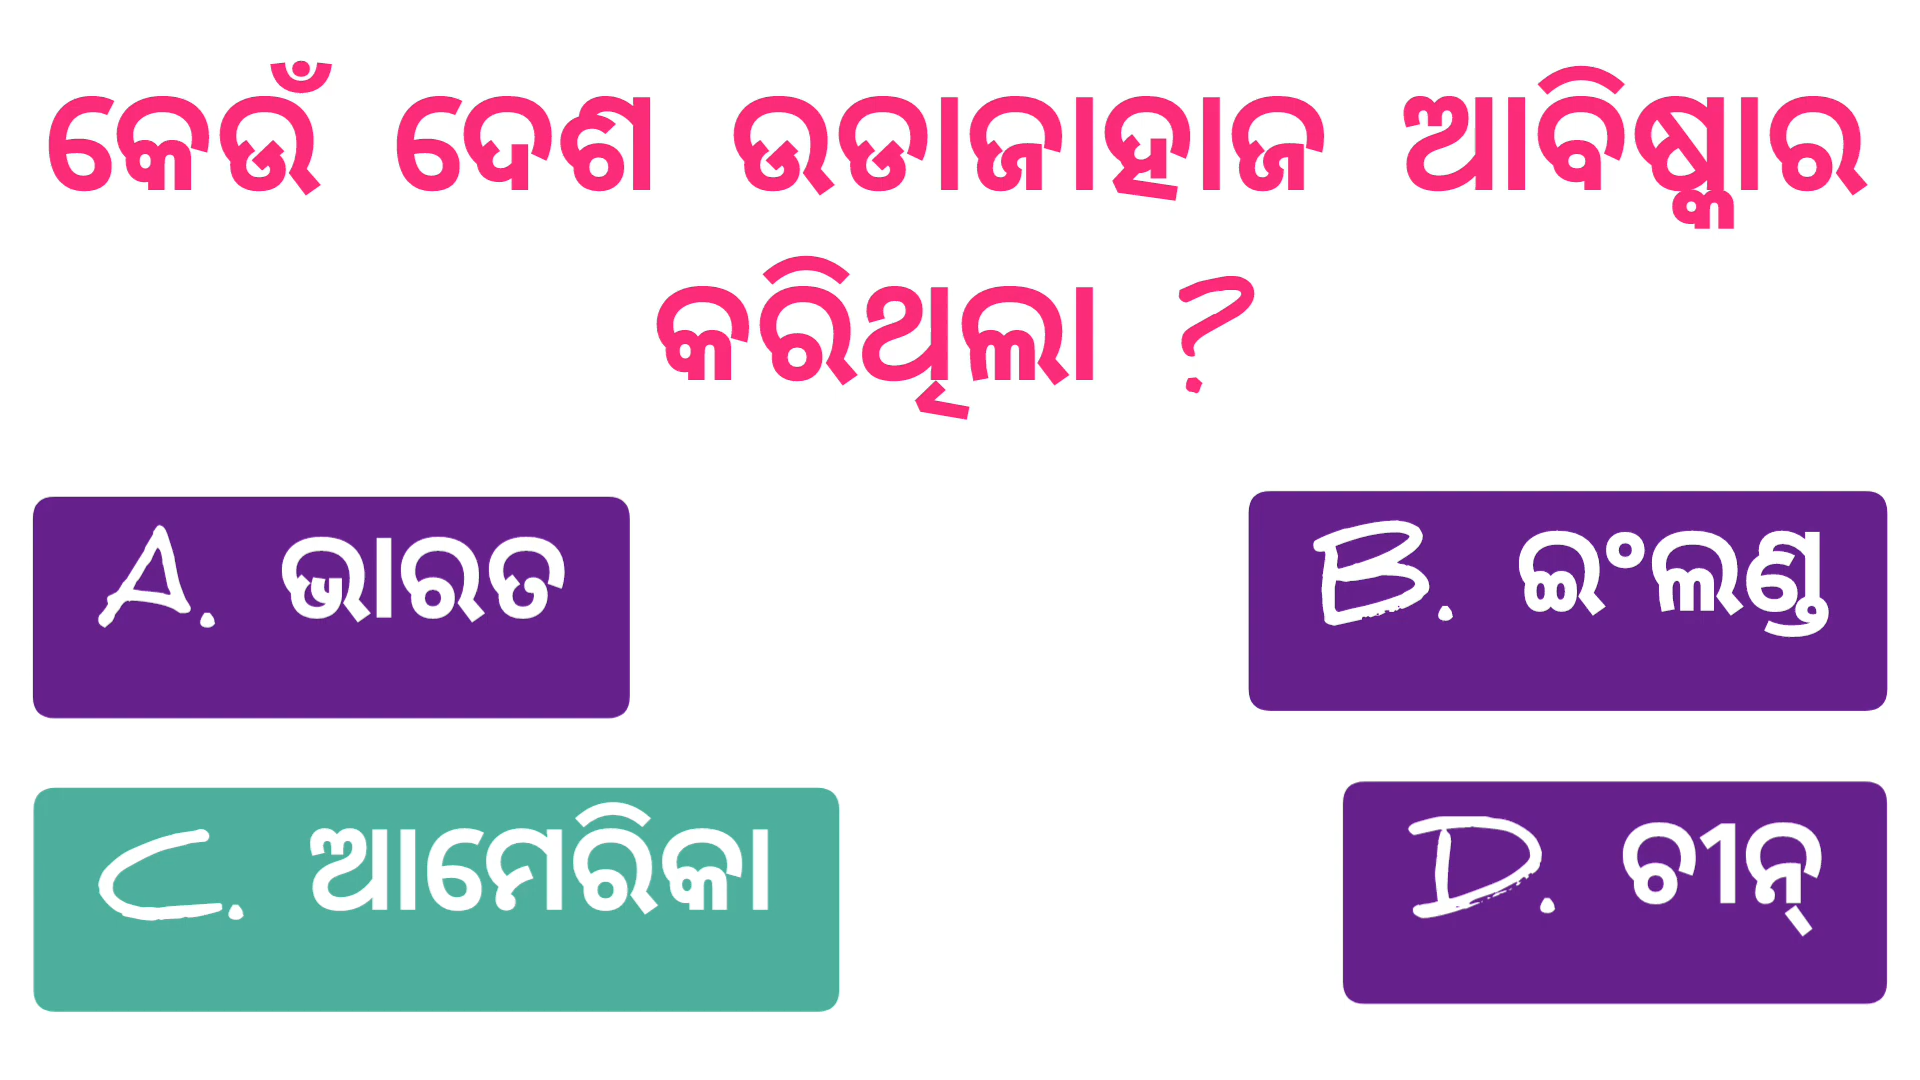 କେଉଁ ଦେଶ ଉଡାଜାହାଜ ଆବିଷ୍କାର
କରିଥିଲା ?
A. ଭାରତ
B. ଇଂଲଣ୍ଡ
C. ଆମେରିକା
D. ଚୀନ୍